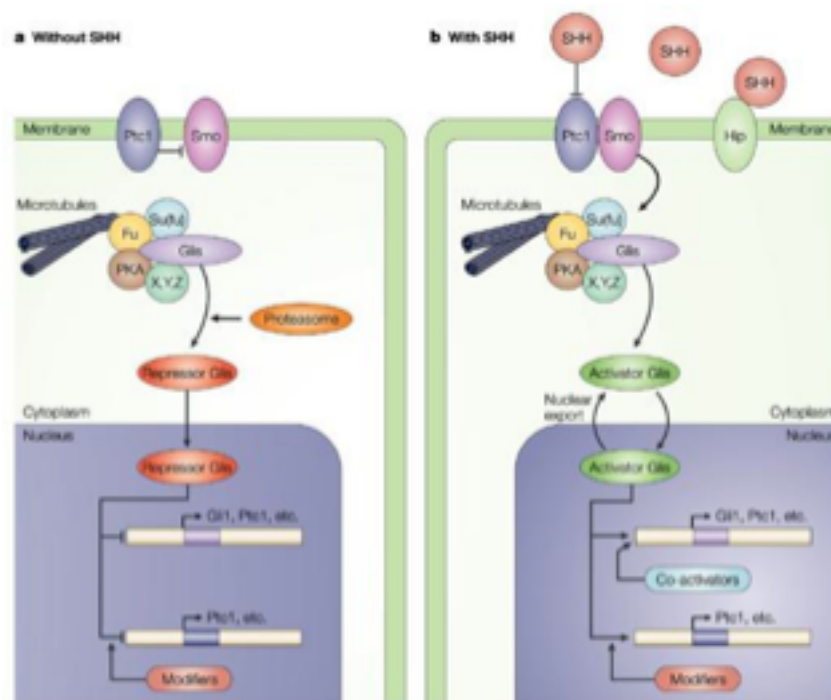 a Without SHH
Membrane
Ptc1
Smo
Microtubules
Fu
Su(fu)
Glis
PKA
X,Y,Z
Proteasome
Repressor Glis
Cytoplasm
Nucleus
Repressor Glis
Gli1, Ptc1, etc.
Ptc1, etc.
Modifiers
b With SHH
SHH
SHH
SHH
Ptc1
Smo
Hip
Membrane
Microtubules
Fu
Su(fu)
Glis
PKA
X,Y,Z
Activator Glis
Nuclear
export
Cytoplasm
Nucleus
Activator Glis
Gli1, Ptc1, etc.
Co-activators
Ptc1, etc.
Modifiers